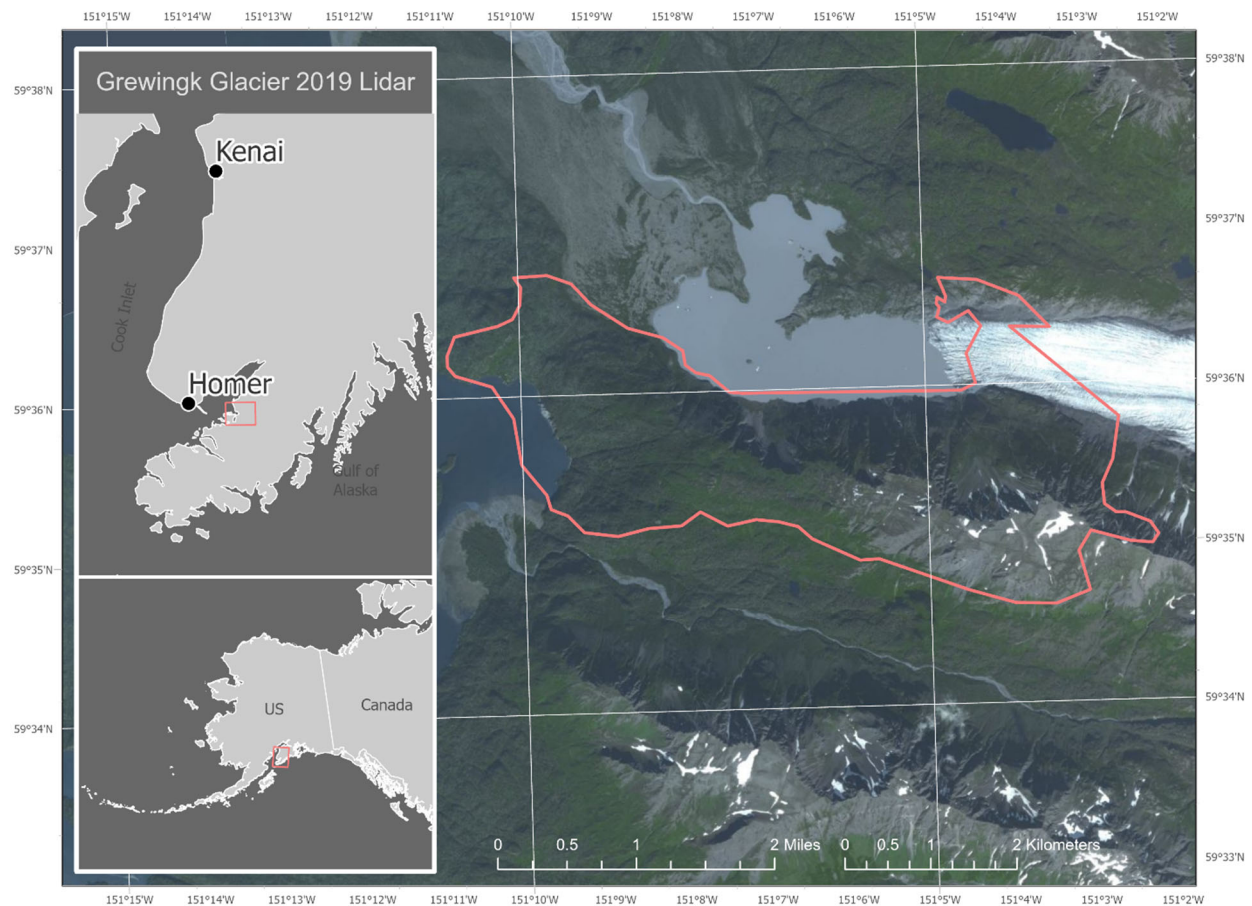 151°15'W 151°14'W 151°13'W 151°12'W 151°11'W 151°10'W 151°9'W 151°8'W 151°7'W 151°6'W 151°5'W 151°4'W 151°3'W 151°2'W
Grewingk Glacier 2019 Lidar
Kenai
Cook Inlet
Homer
Gulf of
Alaska
US
Canada
59°38'N
59°37'N
59°36'N
59°35'N
59°34'N
59°38'N
59°37'N
59°36'N
59°35'N
59°34'N
59°33'N
0 0.5 1 2 Miles
0 0.5 1 2 Kilometers
151°15'W 151°14'W 151°13'W 151°12'W 151°11'W 151°10'W 151°9'W 151°8'W 151°7'W 151°6'W 151°5'W 151°4'W 151°3'W 151°2'W